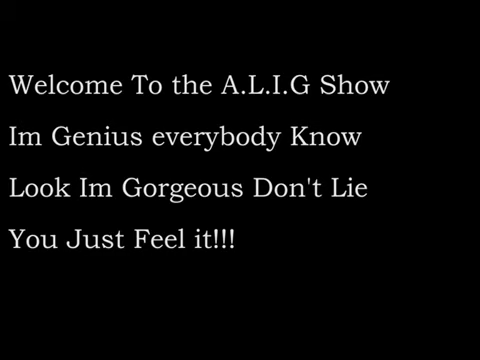 Welcome To the A.L.I.G Show
Im Genius everybody Know
Look Im Gorgeous Don't Lie
You Just Feel it!!!